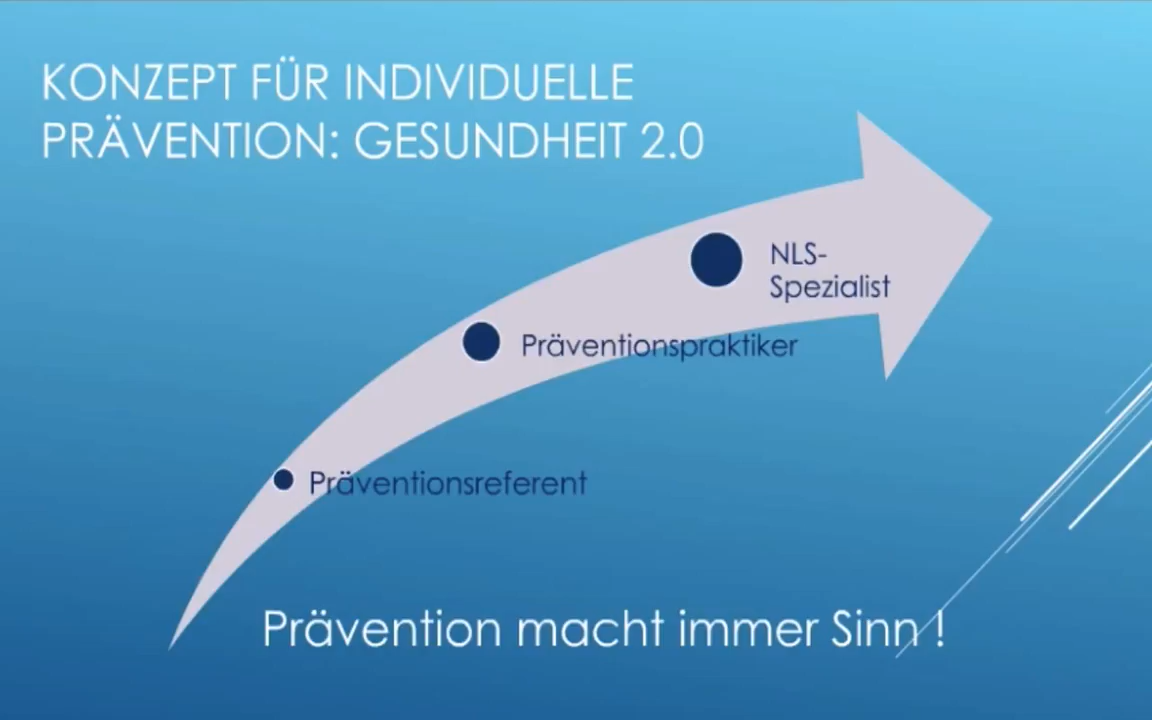 KONZEPT FÜR INDIVIDUELLE
PRÄVENTION: GESUNDHEIT 2.0
NLS-
Spezialist
Präventionspraktiker
Präventionsreferent
Prävention macht immer Sinn !